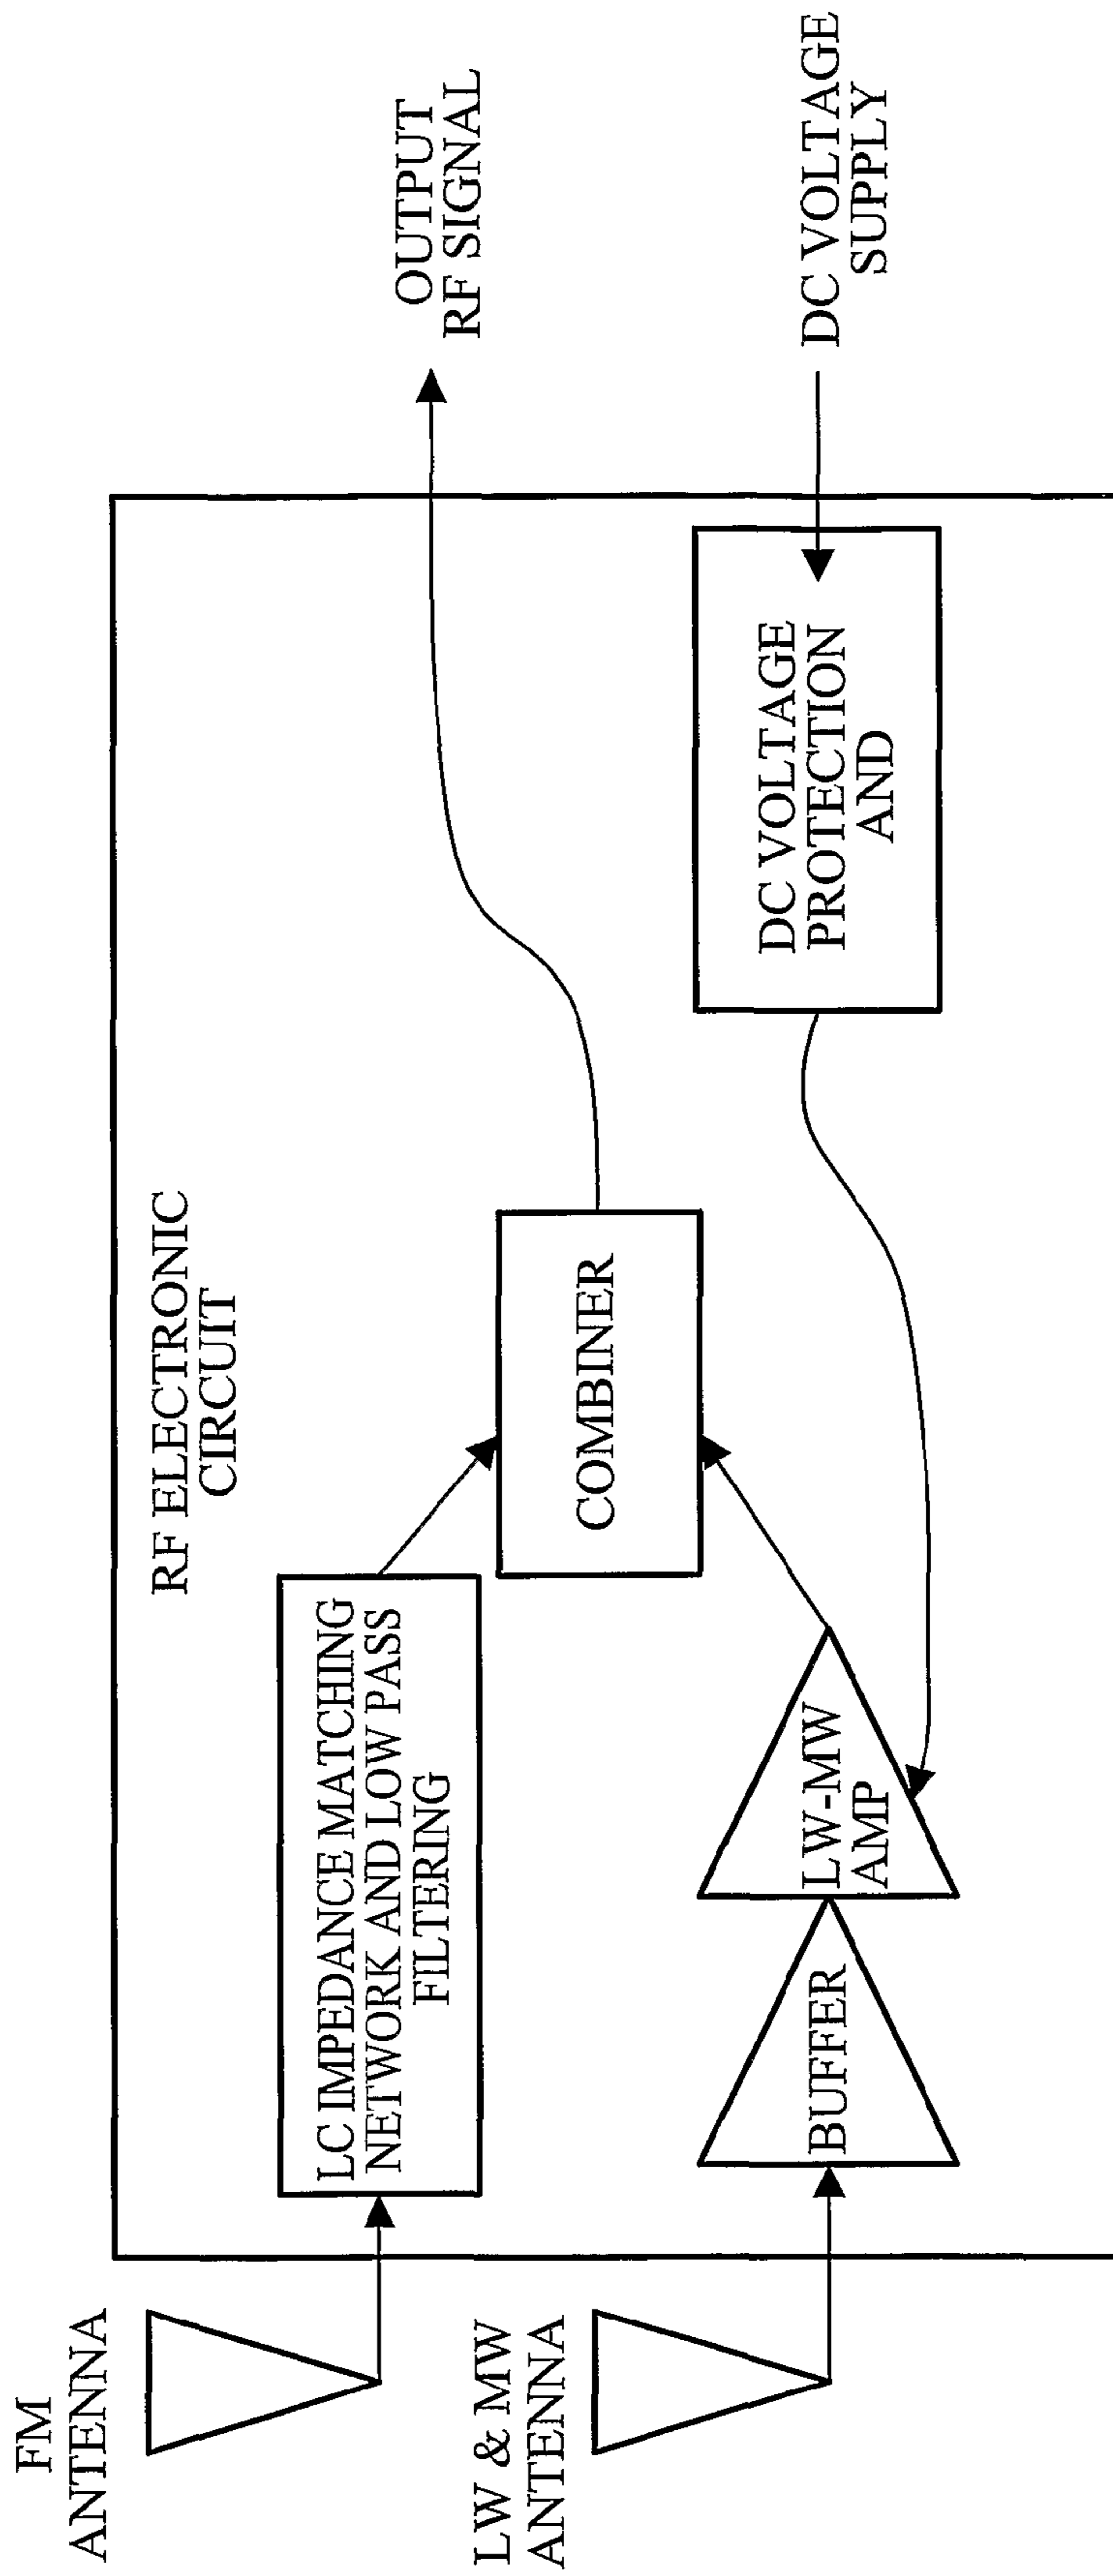 FM
ANTENNA
LW & MW
ANTENNA
RF ELECTRONIC
CIRCUIT
LC IMPEDANCE MATCHING
NETWORK AND LOW PASS
FILTERING
BUFFER
LW-MW
AMP
COMBINER
DC VOLTAGE
PROTECTION
AND
OUTPUT
RF SIGNAL
DC VOLTAGE
SUPPLY